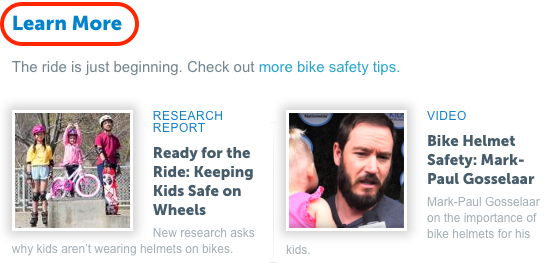 Learn More
The ride is just beginning. Check out more bike safety tips.
RESEARCH
REPORT
Ready for the
Ride: Keeping
Kids Safe on
Wheels
New research asks
why kids aren't wearing helmets on bikes.
VIDEO
Bike Helmet
Safety: Mark-
Paul Gosselaar
Mark-Paul Gosselaar
on the importance of
bike helmets for his
kids.